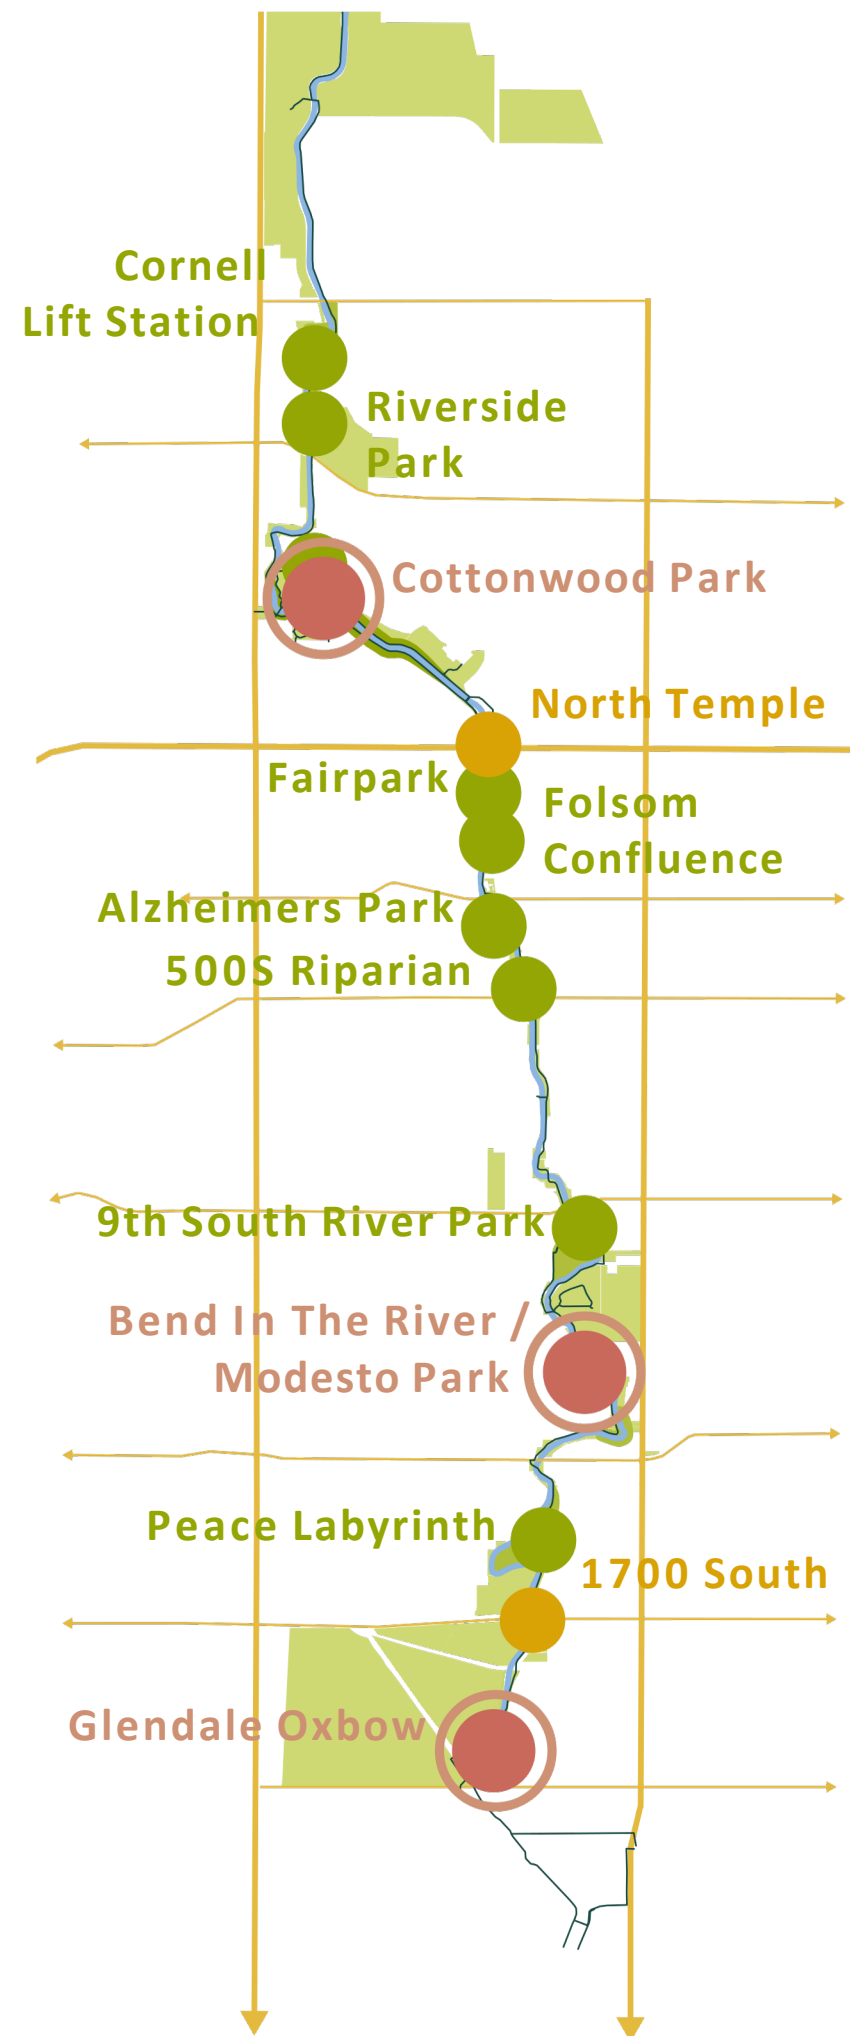 Cornell
Lift Station
Riverside
Park
Cottonwood Park
North Temple
Fairpark
Folsom
Confluence
Alzheimers Park
500S Riparian
9th South River Park
Bend In The River /
Modesto Park
Peace Labyrinth
1700 South
Glendale Oxbow